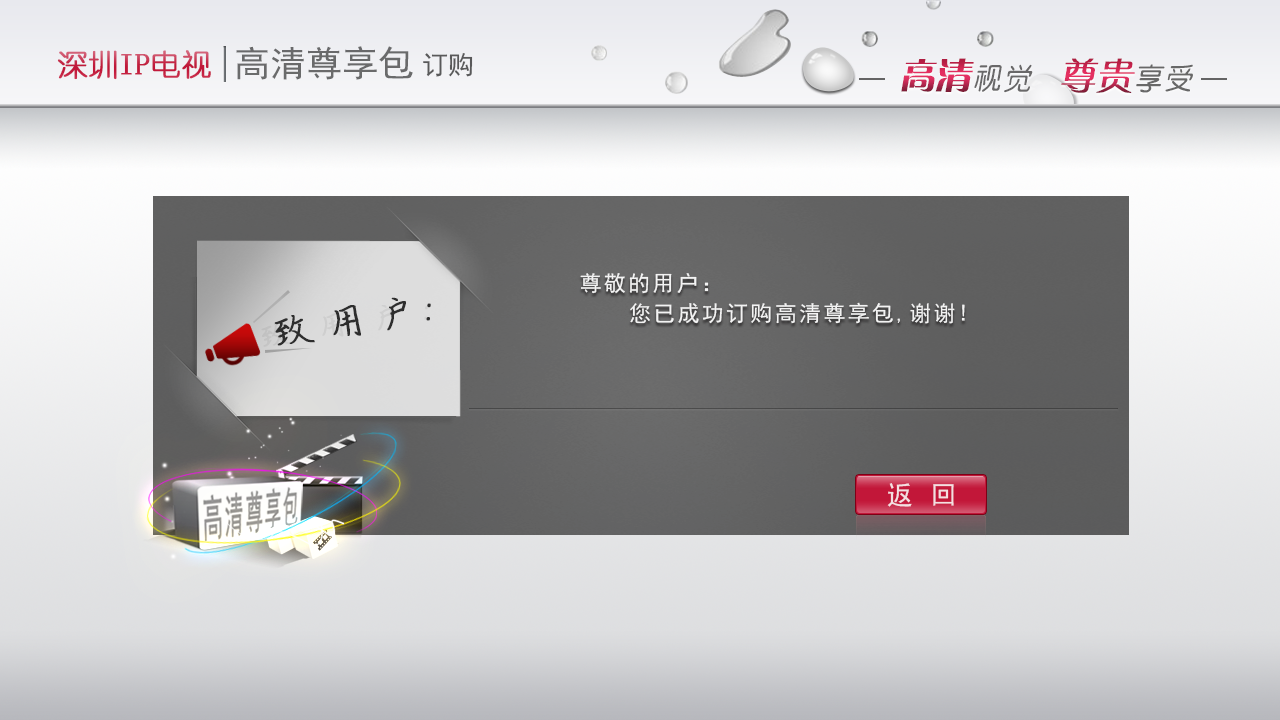 深圳IP电视|高清尊享包 订购
— 高清视觉 尊贵享受 —
致用户：
尊敬的用户：
您已成功订购高清尊享包,谢谢!
高清尊享包
返 回